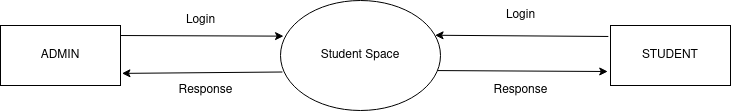 Login
Login
ADMIN
Student Space
STUDENT
Response
Response